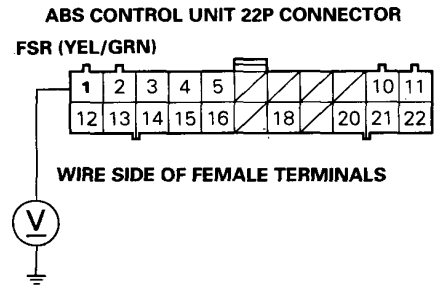 ABS CONTROL UNIT 22P CONNECTOR
FSR (YEL/GRN)
1 2 3 4 5 10 11
12 13 14 15 16 18 20 21 22
WIRE SIDE OF FEMALE TERMINALS
V